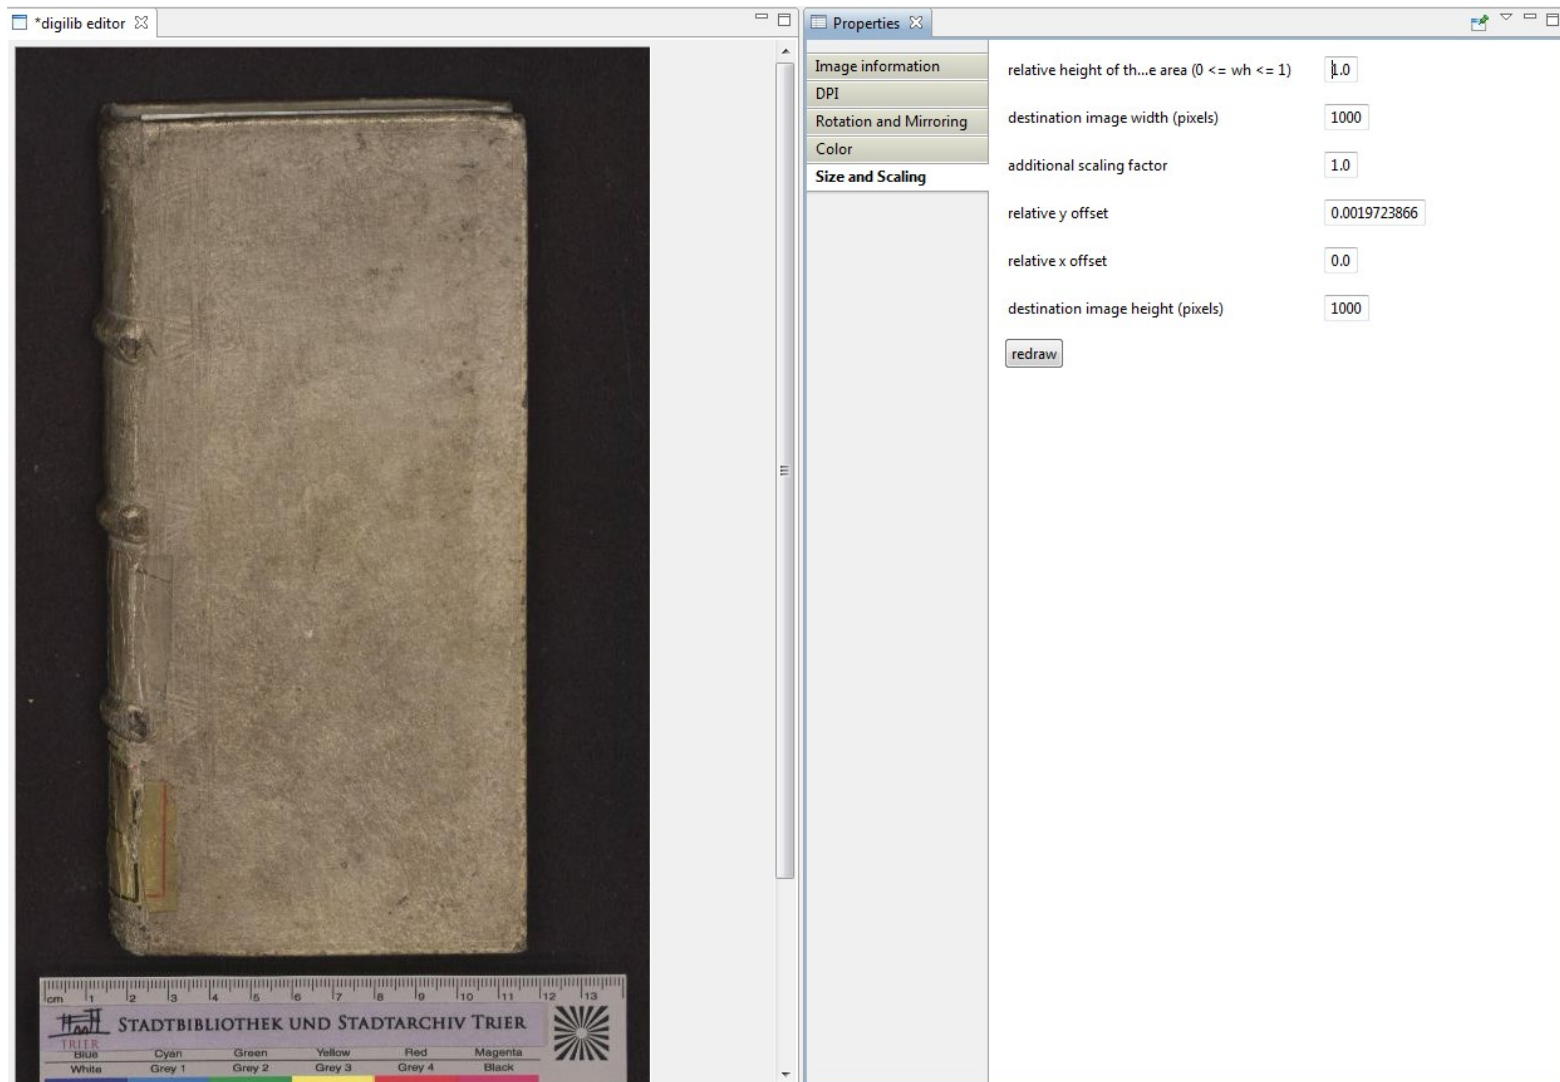 *digilib editor
cm 1 2 3 4 5 6 7 8 9 10 11 12 13
STADTBIBLIOTHEK UND STADTARCHIV TRIER
TRIER
Blue Cyan Green Yellow Red Magenta
White Grey 1 Grey 2 Grey 3 Grey 4 Black
Properties
Image information
DPI
Rotation and Mirroring
Color
Size and Scaling
relative height of th...e area (0 <= wh <= 1) 1.0
destination image width (pixels) 1000
additional scaling factor 1.0
relative y offset 0.0019723866
relative x offset 0.0
destination image height (pixels) 1000
redraw